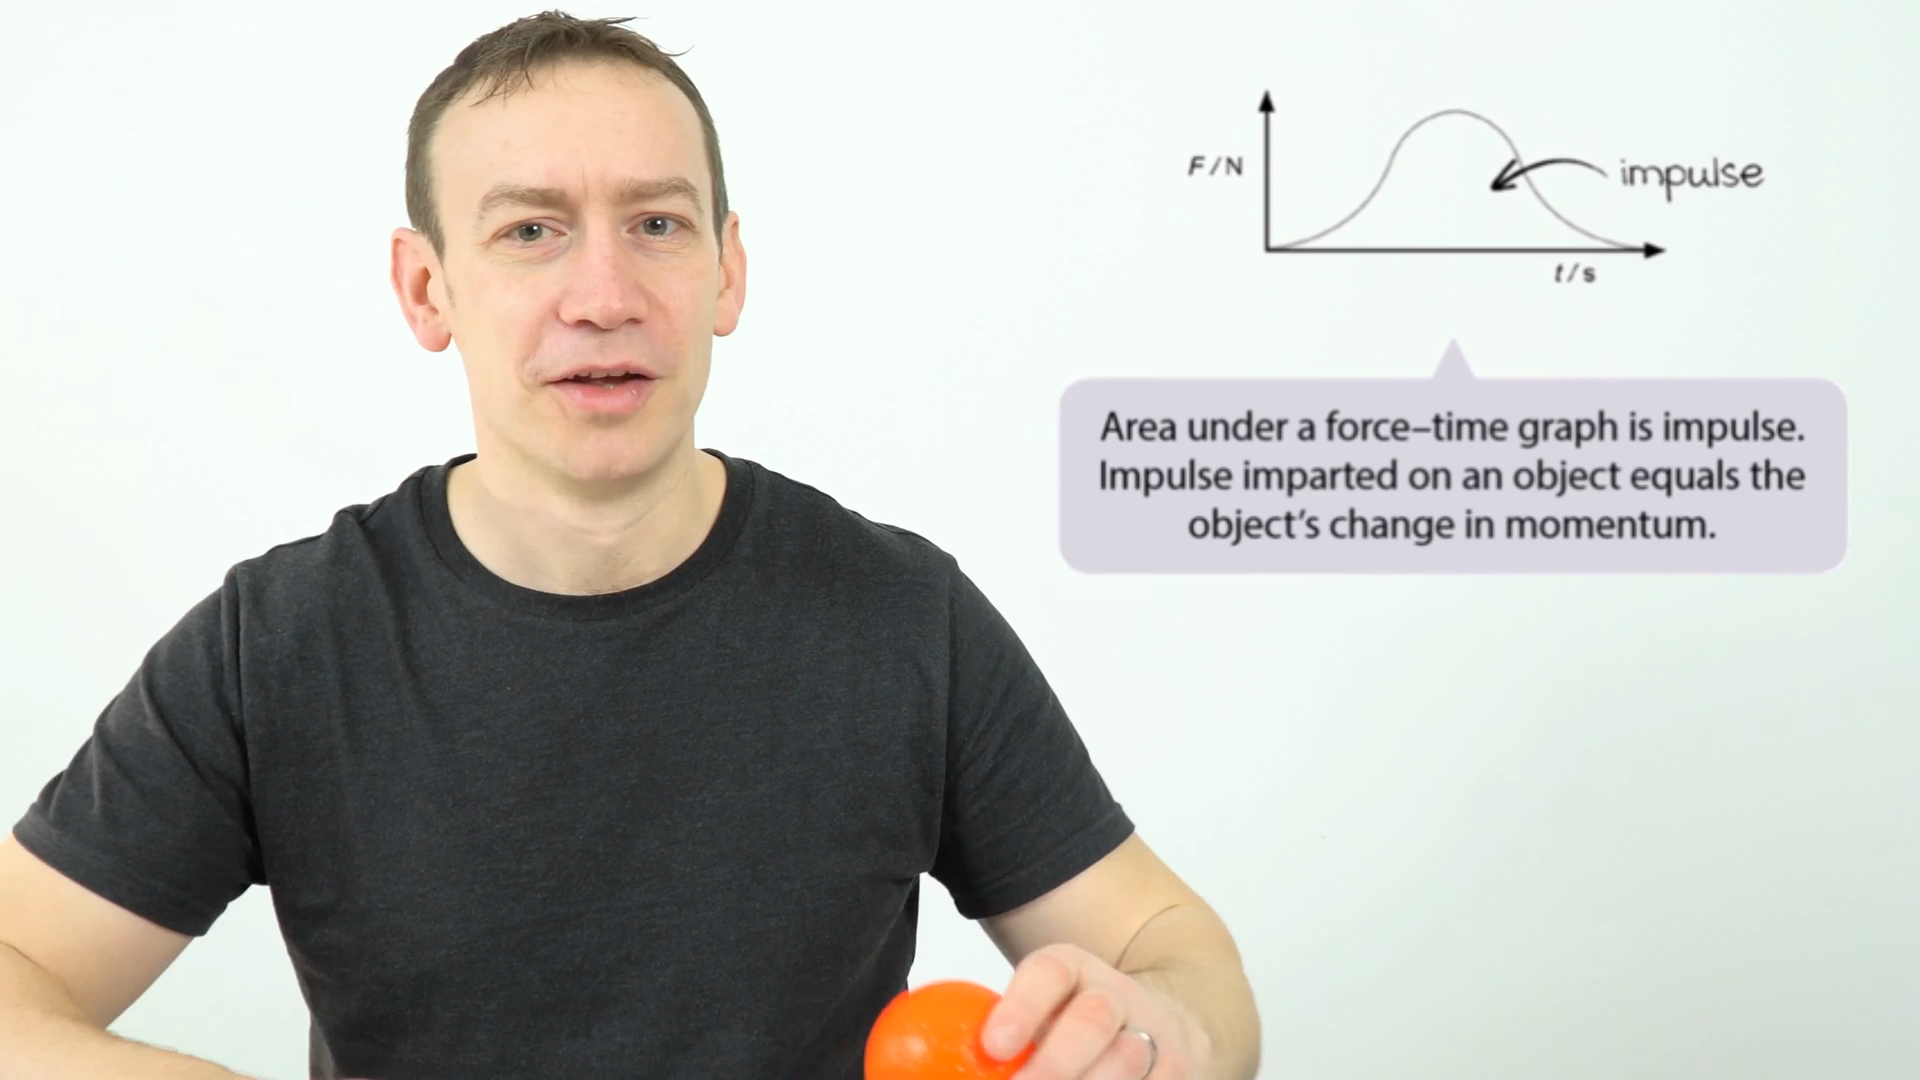 F/N
impulse
t/s
Area under a force–time graph is impulse.
Impulse imparted on an object equals the
object's change in momentum.